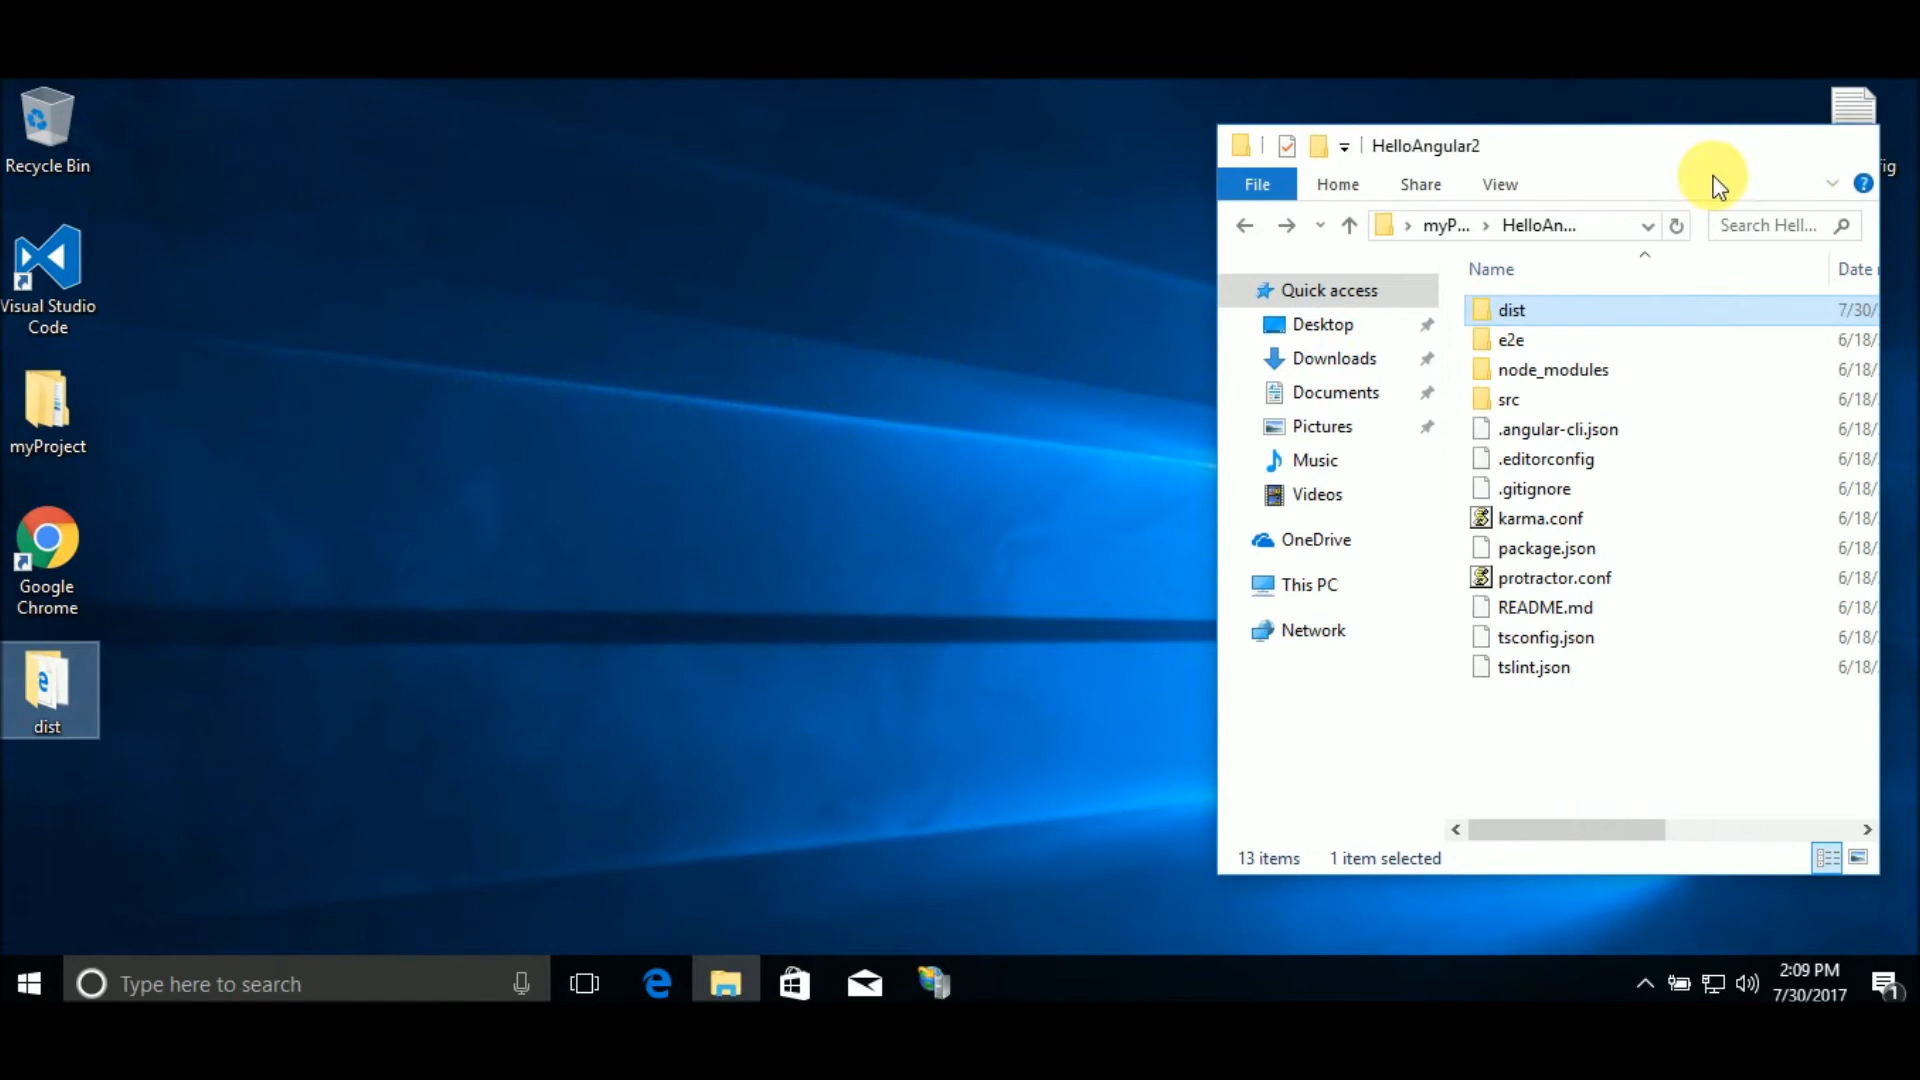 Recycle Bin
Visual Studio
Code
myProject
Google
Chrome
dist
ig
HelloAngular2
File
Home
Share
View
?
myP...
HelloAn...
Search Hell...
Quick access
Desktop
Downloads
Documents
Pictures
Music
Videos
OneDrive
This PC
Network
Name
Date
dist
7/30/
e2e
6/18/
node_modules
6/18/
src
6/18/
.angular-cli.json
6/18/
.editorconfig
6/18/
.gitignore
6/18/
karma.conf
6/18/
package.json
6/18/
protractor.conf
6/18/
README.md
6/18/
tsconfig.json
6/18/
tslint.json
6/18/
13 items
1 item selected
Type here to search
2:09 PM
7/30/2017
1